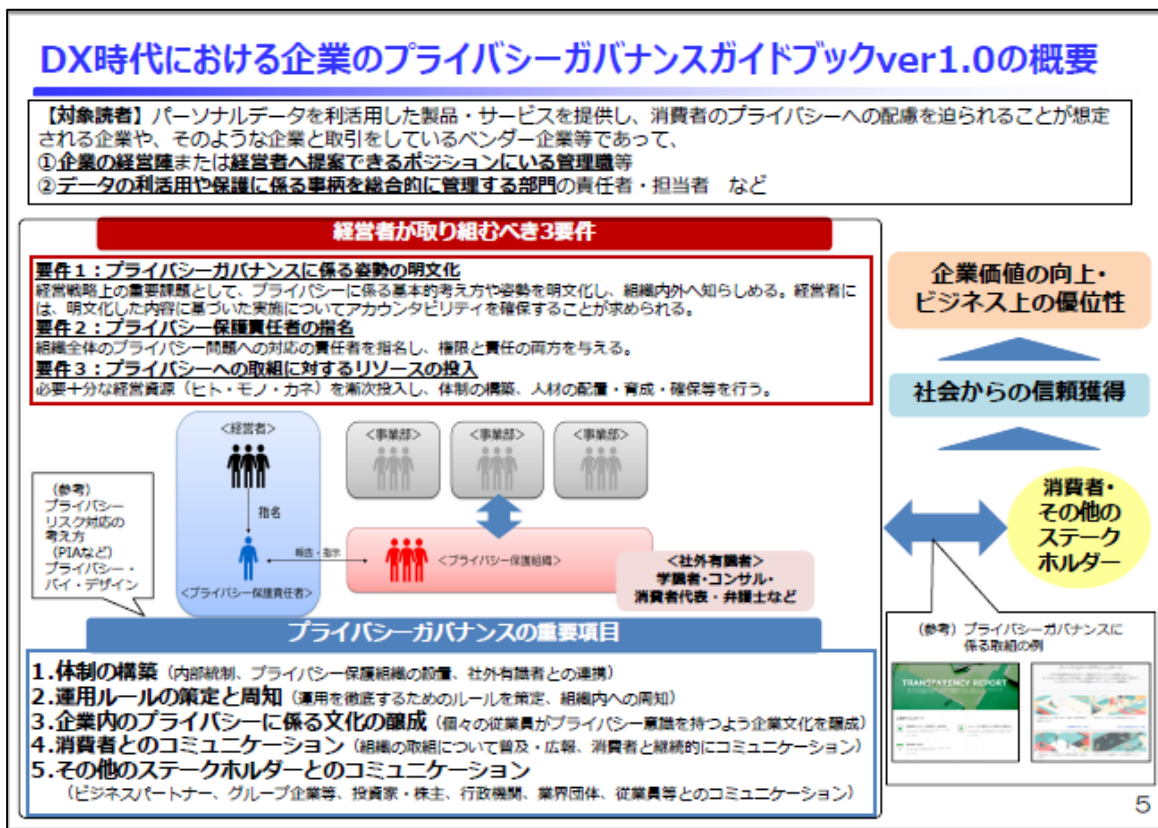 DX時代における企業のプライバシーガバナンスガイドブックver1.0の概要
【対象読者】パーソナルデータを利活用した製品・サービスを提供し、消費者のプライバシーへの配慮を迫られることが想定
される企業や、そのような企業と取引をしているベンダー企業等であって、
①企業の経営陣または経営者へ提案できるポジションにいる管理職等
②データの利活用や保護に係る事柄を総合的に管理する部門の責任者・担当者　など
経営者が取り組むべき3要件
要件１：プライバシーガバナンスに係る姿勢の明文化
経営戦略上の重要課題として、プライバシーに係る基本的考え方や姿勢を明文化し、組織内外へ知らしめる。経営者に
は、明文化した内容に基づいた実施についてアカウンタビリティを確保することが求められる。
要件２：プライバシー保護責任者の指名
組織全体のプライバシー問題への対応の責任者を指名し、権限と責任の両方を与える。
要件３：プライバシーへの取組に対するリソースの投入
必要十分な経営資源（ヒト・モノ・カネ）を漸次投入し、体制の構築、人材の配置・育成・確保等を行う。
<経営者>
<事業部>
<事業部>
<事業部>
指名
報告・指示
<プライバシー保護責任者>
<プライバシー保護組織>
<社外有識者>
学識者・コンサル・
消費者代表・弁護士など
（参考）
プライバシー
リスク対応の
考え方
（PIAなど）
プライバシー・
バイ・デザイン
企業価値の向上・
ビジネス上の優位性
社会からの信頼獲得
消費者・
その他の
ステーク
ホルダー
プライバシーガバナンスの重要項目
1.体制の構築（内部統制、プライバシー保護組織の設置、社外有識者との連携）
2.運用ルールの策定と周知（運用を徹底するためのルールを策定、組織内への周知）
3.企業内のプライバシーに係る文化の醸成（個々の従業員がプライバシー意識を持つよう企業文化を醸成）
4.消費者とのコミュニケーション（組織の取組について普及・広報、消費者と継続的にコミュニケーション）
5.その他のステークホルダーとのコミュニケーション
（ビジネスパートナー、グループ企業等、投資家・株主、行政機関、業界団体、従業員等とのコミュニケーション）
（参考）プライバシーガバナンスに
係る取組の例
TRANSPARENCY REPORT
5